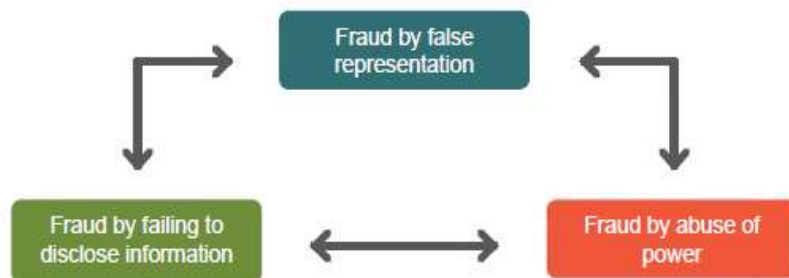 Fraud by false
representation
Fraud by failing to
disclose information
Fraud by abuse of
power